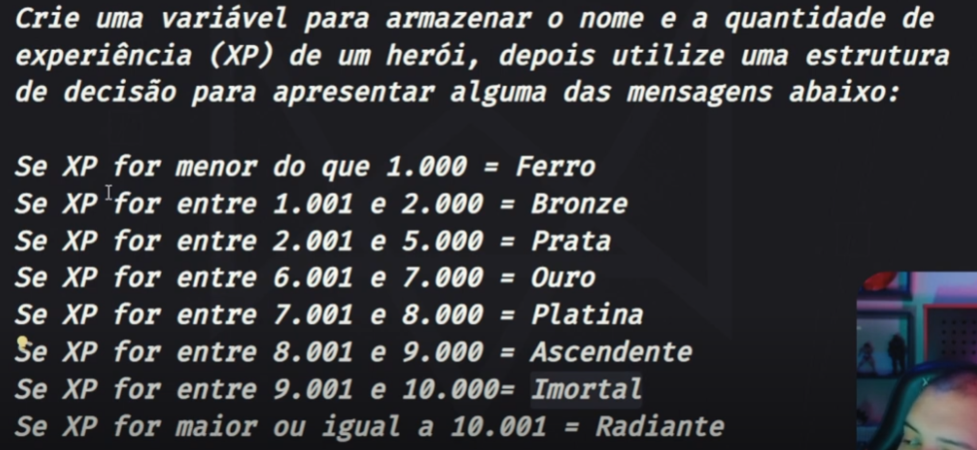 Crie uma variável para armazenar o nome e a quantidade de
experiência (XP) de um herói, depois utilize uma estrutura
de decisão para apresentar alguma das mensagens abaixo:
Se XP for menor do que 1.000 = Ferro
Se XP for entre 1.001 e 2.000 = Bronze
Se XP for entre 2.001 e 5.000 = Prata
Se XP for entre 6.001 e 7.000 = Ouro
Se XP for entre 7.001 e 8.000 = Platina
Se XP for entre 8.001 e 9.000 = Ascendente
Se XP for entre 9.001 e 10.000= Imortal
Se XP for maior ou igual a 10.001 = Radiante